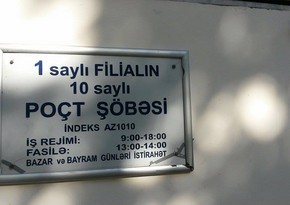 1 saylı FİLİALIN
10 saylı
POÇT ŞÖBƏSİ
İNDEKS AZ1010
İŞ REJİMİ: 9:00-18:00
FASİLƏ: 13:00-14:00
BAZAR və BAYRAM GÜNLƏRİ İSTİRAHƏT